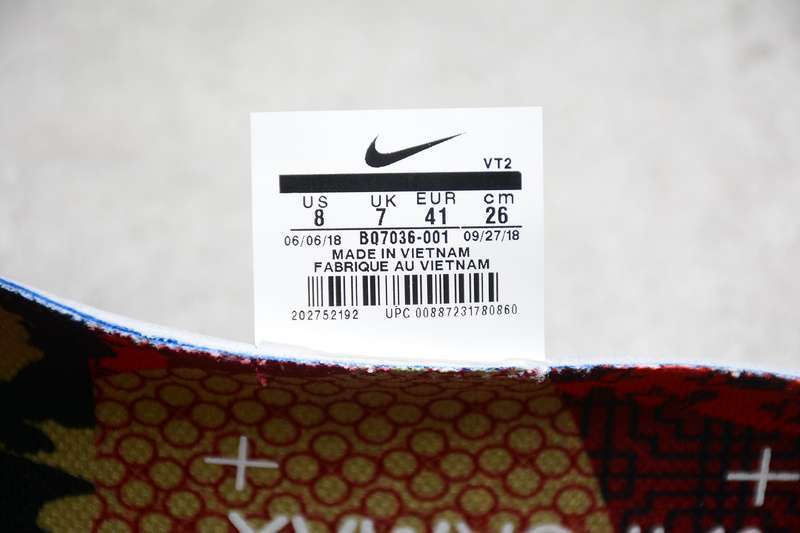 VT2
US UK EUR cm
8 7 41 26
06/06/18 BQ7036-001 09/27/18
MADE IN VIETNAM
FABRIQUE AU VIETNAM
202752192 UPC 00887231780860